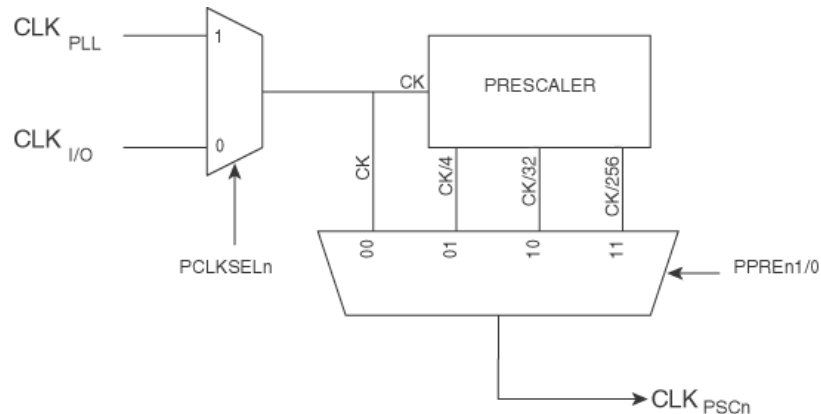 CLK PLL
1
CK
PRESCALER
CLK I/O
0
CK
CK/4
CK/32
CK/256
00
01
10
11
PCLKSELn
PPREn1/0
CLK PSCn